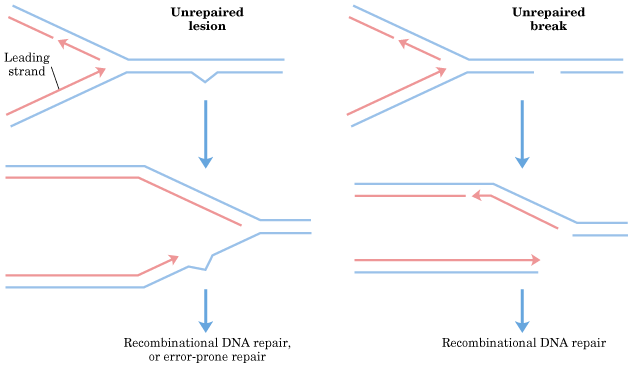 Unrepaired
lesion
Unrepaired
break
Leading
strand
Recombinational DNA repair,
or error-prone repair
Recombinational DNA repair